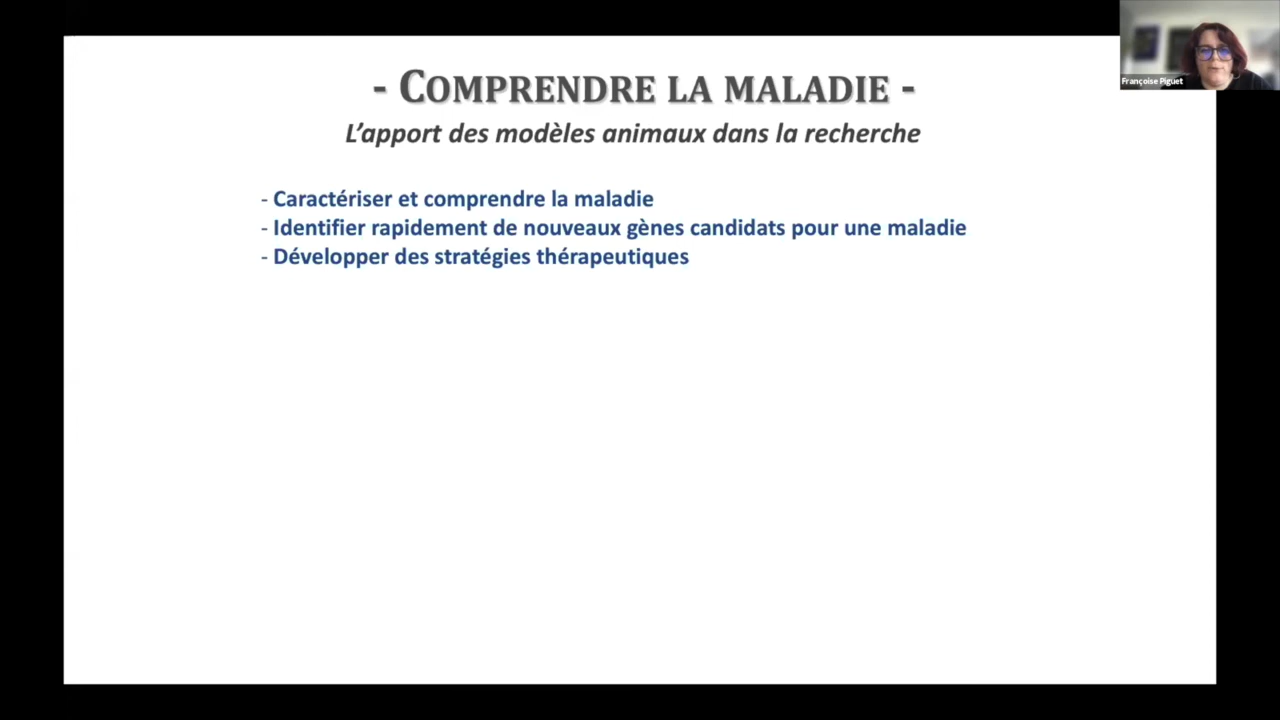 - COMPRENDRE LA MALADIE -
L’apport des modèles animaux dans la recherche
- Caractériser et comprendre la maladie
- Identifier rapidement de nouveaux gènes candidats pour une maladie
- Développer des stratégies thérapeutiques
Françoise Piguet